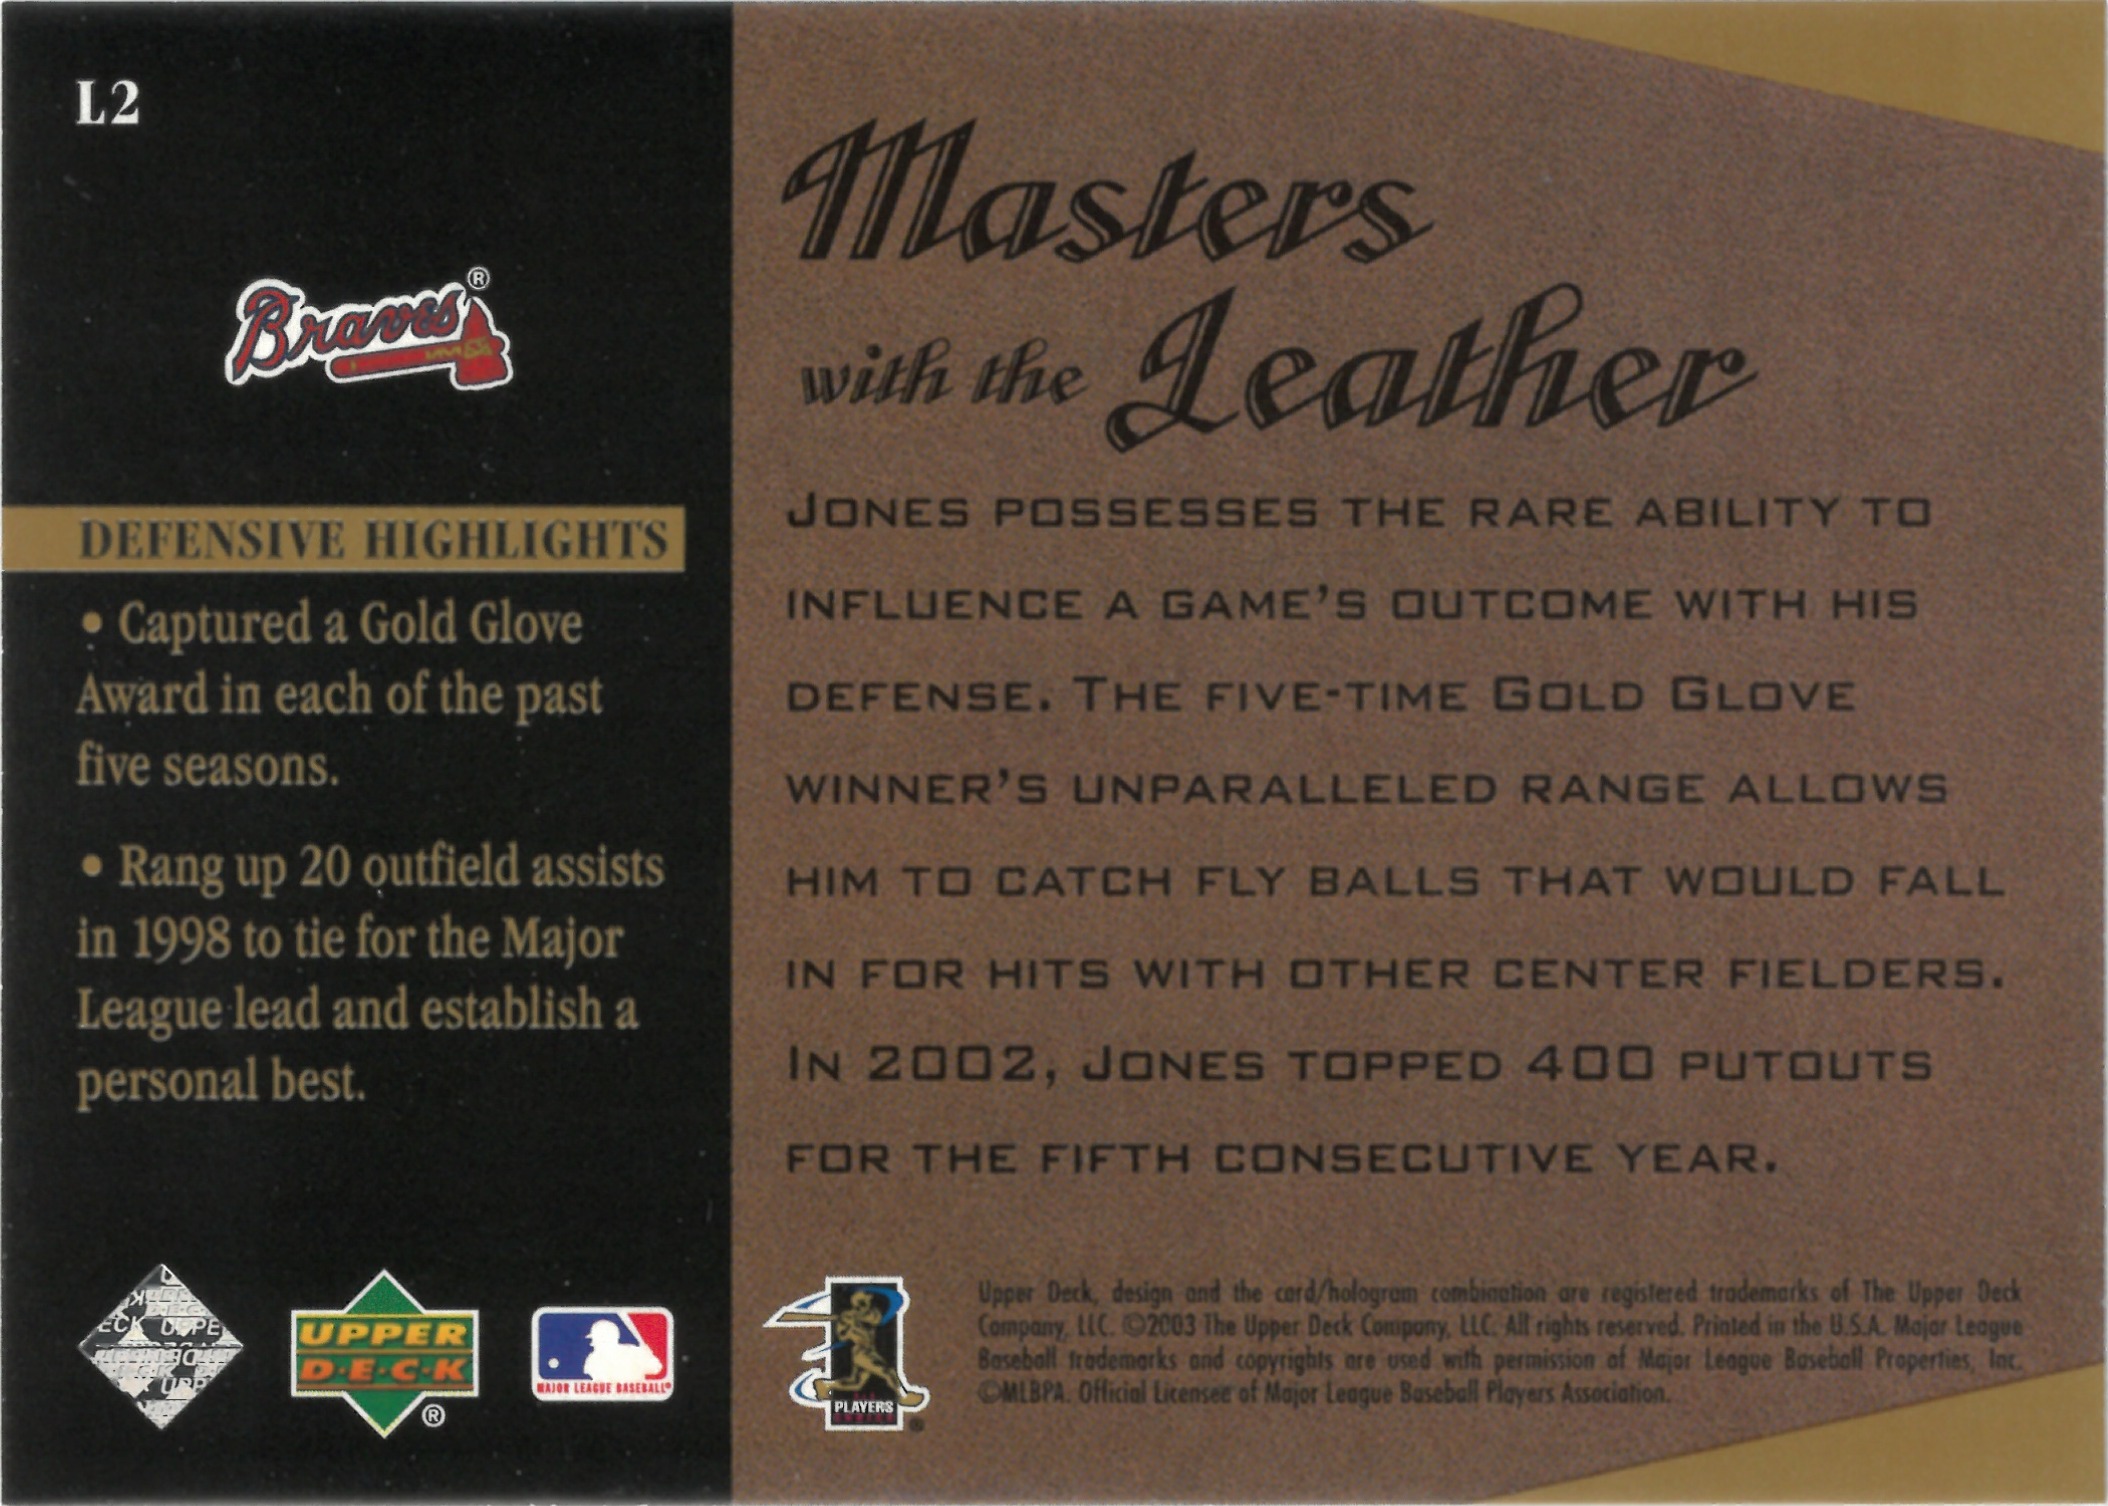 L2
Braves®
DEFENSIVE HIGHLIGHTS
• Captured a Gold Glove
Award in each of the past
five seasons.
• Rang up 20 outfield assists
in 1998 to tie for the Major
League lead and establish a
personal best.
UPPER
D·E·C·K
®
MAJOR LEAGUE BASEBALL®
Masters
with the Leather
JONES POSSESSES THE RARE ABILITY TO
INFLUENCE A GAME'S OUTCOME WITH HIS
DEFENSE. THE FIVE-TIME GOLD GLOVE
WINNER'S UNPARALLELED RANGE ALLOWS
HIM TO CATCH FLY BALLS THAT WOULD FALL
IN FOR HITS WITH OTHER CENTER FIELDERS.
IN 2002, JONES TOPPED 400 PUTOUTS
FOR THE FIFTH CONSECUTIVE YEAR.
PLAYERS
Upper Deck, design and the card/hologram combination are registered trademarks of The Upper Deck
Company, LLC. ©2003 The Upper Deck Company, LLC. All rights reserved. Printed in the U.S.A. Major League
Baseball trademarks and copyrights are used with permission of Major League Baseball Properties, Inc.
©MLBPA. Official Licensee of Major League Baseball Players Association.